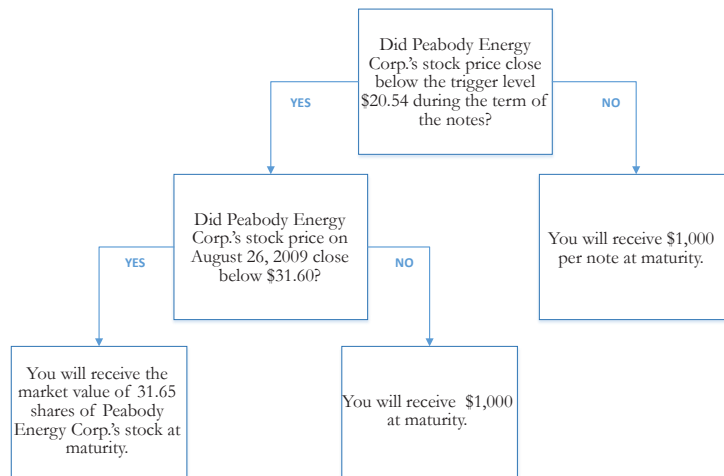 Did Peabody Energy
Corp.'s stock price close
below the trigger level
$20.54 during the term of
the notes?
YES
NO
Did Peabody Energy
Corp.'s stock price on
August 26, 2009 close
below $31.60?
You will receive $1,000
per note at maturity.
YES
NO
You will receive the
market value of 31.65
shares of Peabody
Energy Corp.'s stock at
maturity.
You will receive $1,000
at maturity.